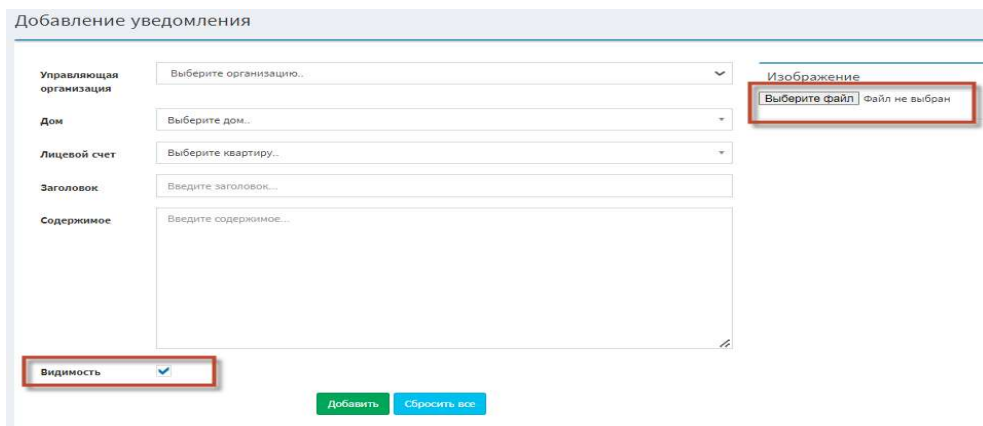 Добавление уведомления
Управляющая
организация
Выберите организацию..
Изображение
Выберите файл Файл не выбран
Дом
Выберите дом..
Лицевой счет
Выберите квартиру..
Заголовок
Введите заголовок...
Содержимое
Введите содержимое...
Видимость
Добавить
Сбросить все